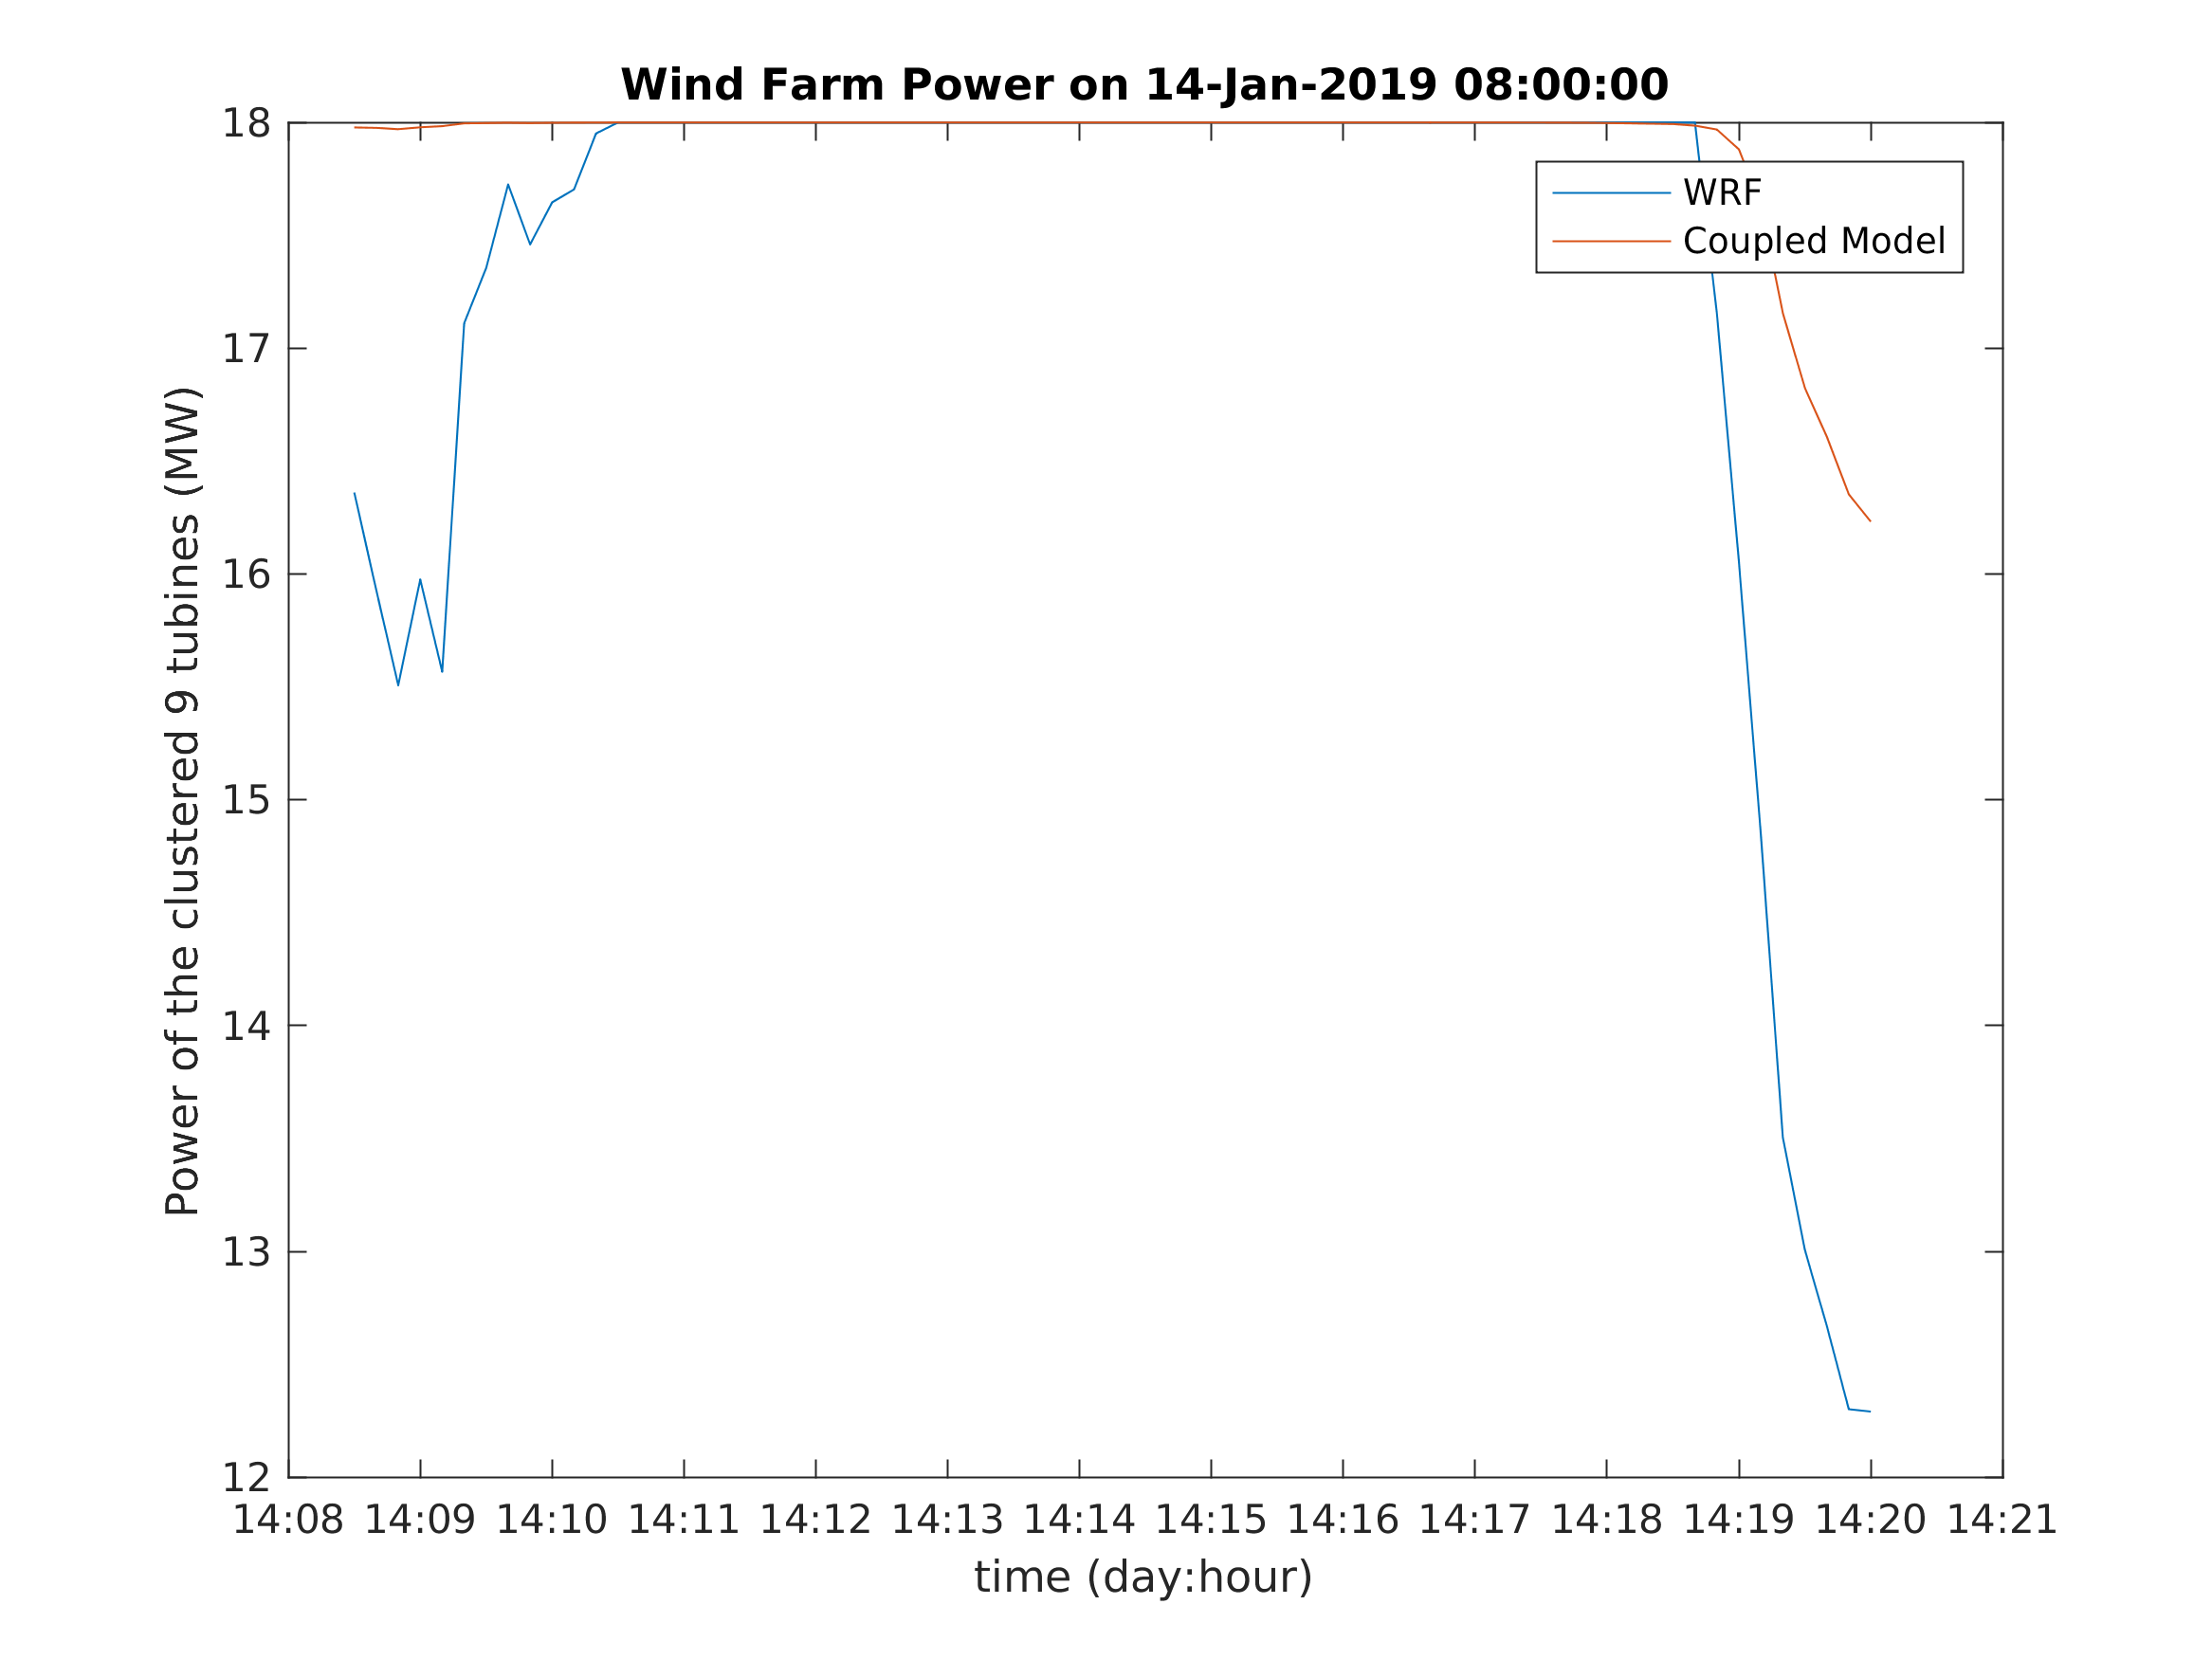 Wind Farm Power on 14-Jan-2019 08:00:00
18
17
16
15
14
13
12
Power of the clustered 9 tubines (MW)
WRF
Coupled Model
14:08 14:09 14:10 14:11 14:12 14:13 14:14 14:15 14:16 14:17 14:18 14:19 14:20 14:21
time (day:hour)